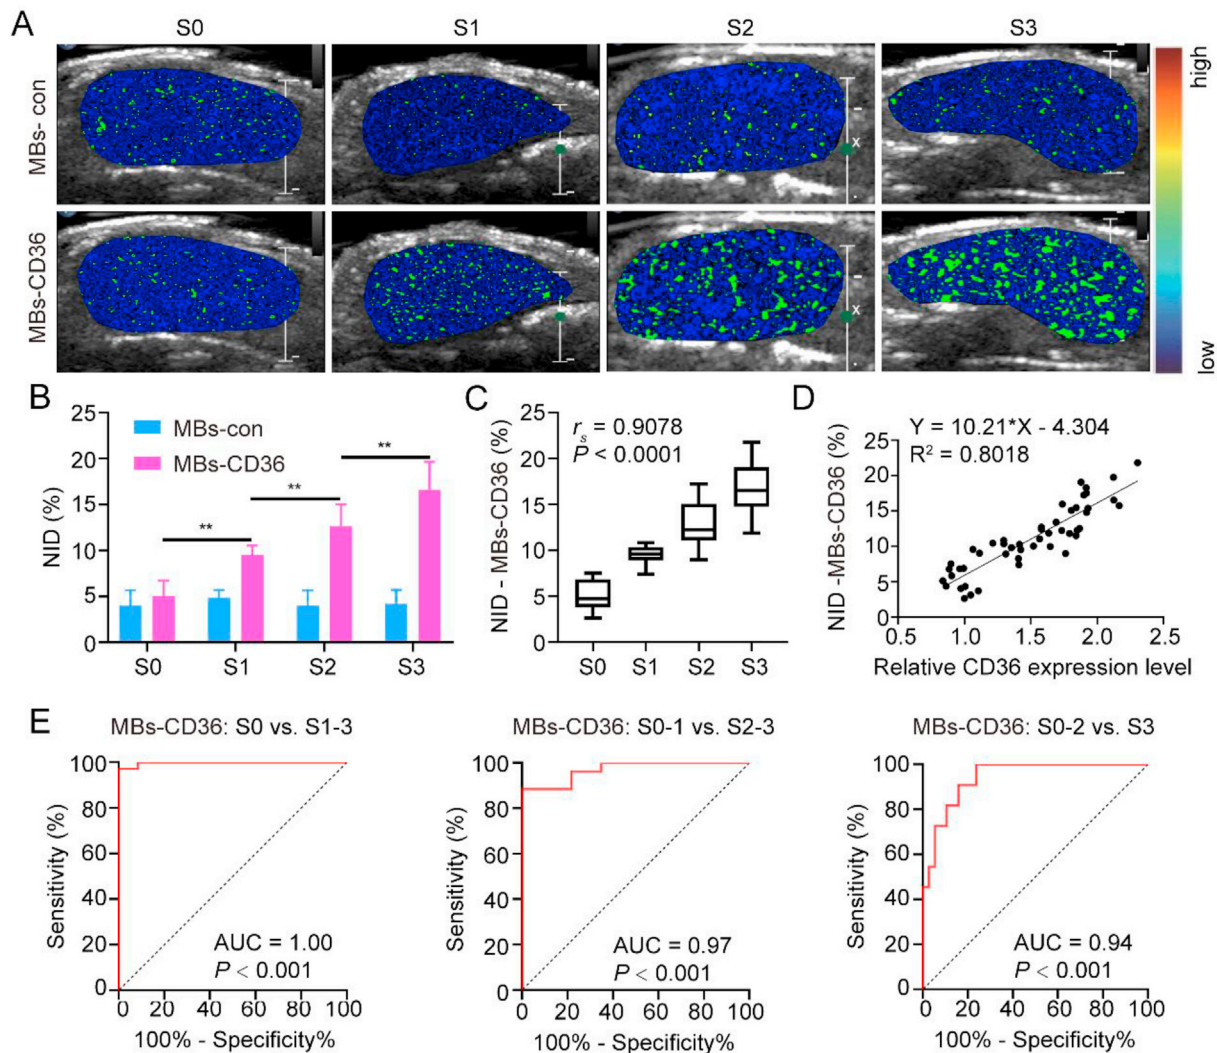 A
S0 S1 S2 S3
MBs- con
MBs-CD36
high
low
x
x
B
NID (%)
25
20
15
10
5
0
MBs-con
MBs-CD36
** ** **
S0 S1 S2 S3
C
NID - MBs-CD36 (%)
25
20
15
10
5
0
rs = 0.9078
P < 0.0001
S0 S1 S2 S3
D
NID -MBs-CD36 (%)
25
20
15
10
5
0
Y = 10.21*X - 4.304
R2 = 0.8018
0.5 1.0 1.5 2.0 2.5
Relative CD36 expression level
E
MBs-CD36: S0 vs. S1-3
Sensitivity (%)
100
80
60
40
20
0
AUC = 1.00
P < 0.001
0 20 40 60 80 100
100% - Specificity%
MBs-CD36: S0-1 vs. S2-3
Sensitivity (%)
100
80
60
40
20
0
AUC = 0.97
P < 0.001
0 20 40 60 80 100
100% - Specificity%
MBs-CD36: S0-2 vs. S3
Sensitivity (%)
100
80
60
40
20
0
AUC = 0.94
P < 0.001
0 20 40 60 80 100
100% - Specificity%